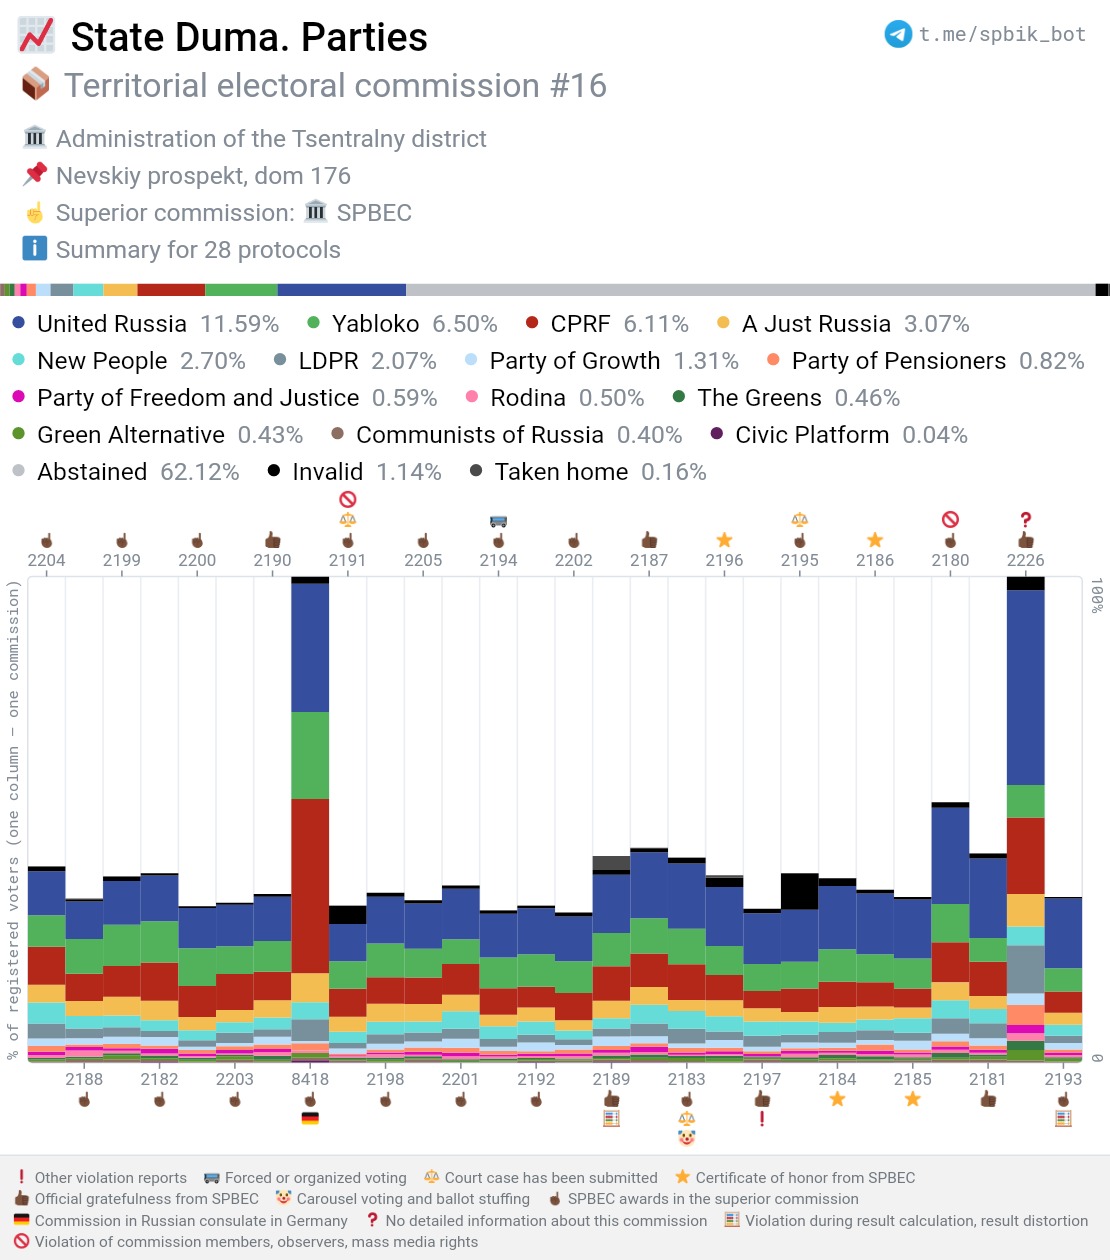 State Duma. Parties
t.me/spbik_bot
Territorial electoral commission #16
Administration of the Tsentralny district
Nevskiy prospekt, dom 176
Superior commission: SPBEC
Summary for 28 protocols
United Russia 11.59% Yabloko 6.50% CPRF 6.11% A Just Russia 3.07%
New People 2.70% LDPR 2.07% Party of Growth 1.31% Party of Pensioners 0.82%
Party of Freedom and Justice 0.59% Rodina 0.50% The Greens 0.46%
Green Alternative 0.43% Communists of Russia 0.40% Civic Platform 0.04%
Abstained 62.12% Invalid 1.14% Taken home 0.16%
2204 2199 2200 2190 2191 2205 2194 2202 2187 2196 2195 2186 2180 2226
% of registered voters (one column – one commission)
100%
0
2188 2182 2203 8418 2198 2201 2192 2189 2183 2197 2184 2185 2181 2193
Other violation reports Forced or organized voting Court case has been submitted Certificate of honor from SPBEC
Official gratefulness from SPBEC Carousel voting and ballot stuffing SPBEC awards in the superior commission
Commission in Russian consulate in Germany No detailed information about this commission Violation during result calculation, result distortion
Violation of commission members, observers, mass media rights